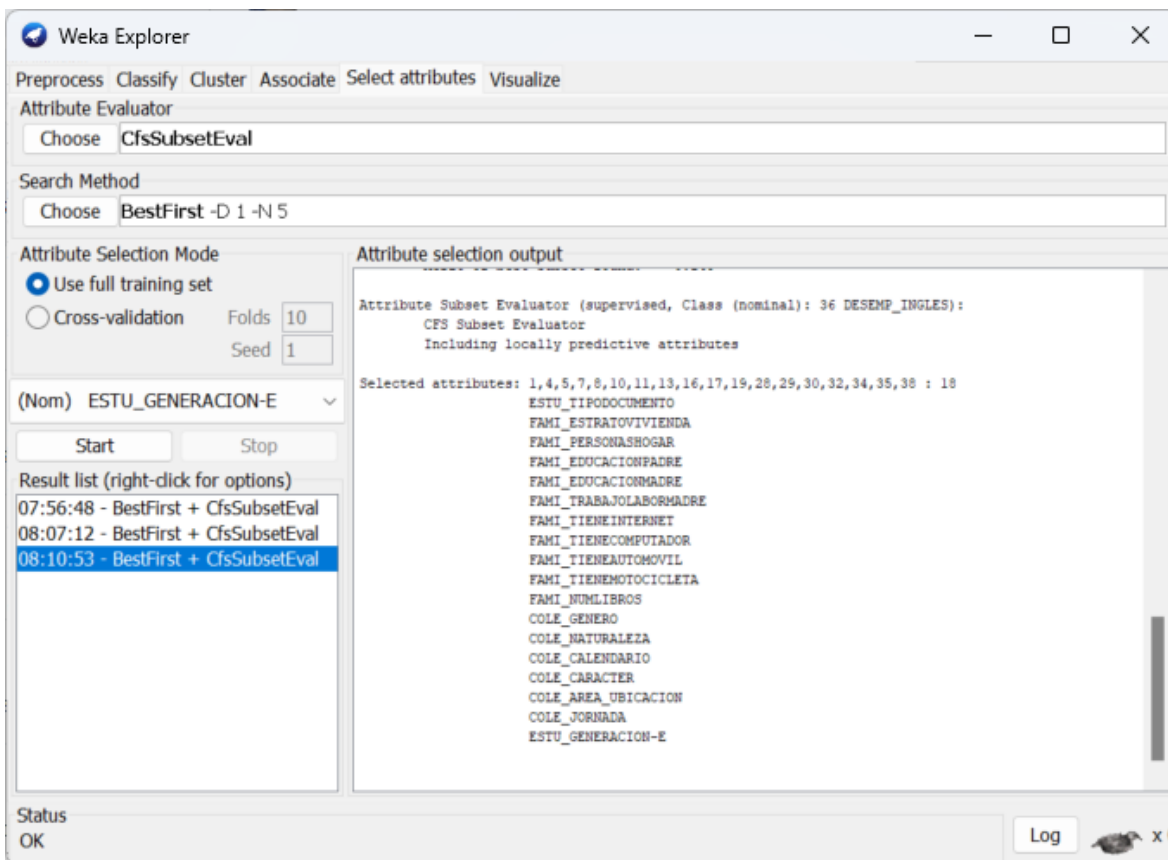 Weka Explorer
Preprocess Classify Cluster Associate Select attributes Visualize
Attribute Evaluator
Choose CfsSubsetEval
Search Method
Choose BestFirst -D 1 -N 5
Attribute Selection Mode
Use full training set
Cross-validation Folds 10
Seed 1
(Nom) ESTU_GENERACION-E
Start Stop
Result list (right-click for options)
07:56:48 - BestFirst + CfsSubsetEval
08:07:12 - BestFirst + CfsSubsetEval
08:10:53 - BestFirst + CfsSubsetEval
Attribute selection output
Attribute Subset Evaluator (supervised, Class (nominal): 36 DESEMP_INGLES):
CFS Subset Evaluator
Including locally predictive attributes
Selected attributes: 1,4,5,7,8,10,11,13,16,17,19,28,29,30,32,34,35,38 : 18
ESTU_TIPODOCUMENTO
FAMI_ESTRATOVIVIENDA
FAMI_PERSONASHOGAR
FAMI_EDUCACIONPADRE
FAMI_EDUCACIONMADRE
FAMI_TRABAJOLABORMADRE
FAMI_TIENEINTERNET
FAMI_TIENECOMPUTADOR
FAMI_TIENEAUTOMOVIL
FAMI_TIENEMOTOCICLETA
FAMI_NUMLIBROS
COLE_GENERO
COLE_NATURALEZA
COLE_CALENDARIO
COLE_CARACTER
COLE_AREA_UBICACION
COLE_JORNADA
ESTU_GENERACION-E
Status
OK
Log
x